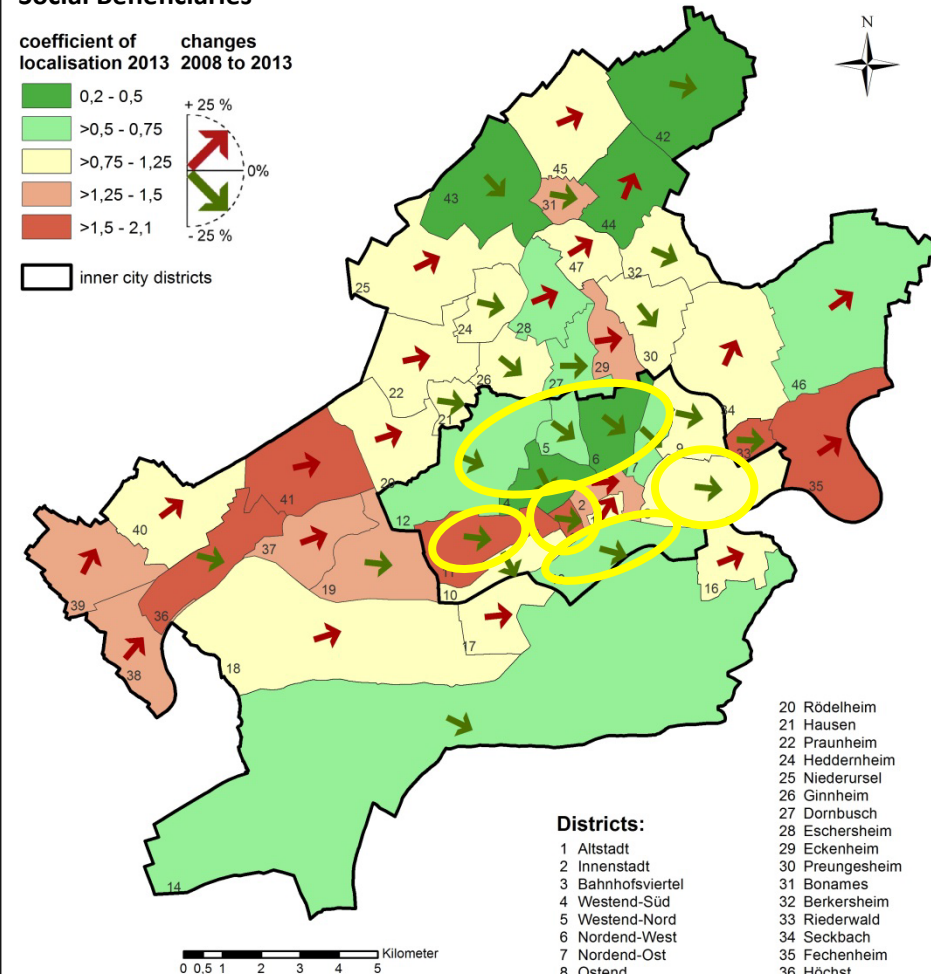 Social Beneficiaries
coefficient of
localisation 2013
changes
2008 to 2013
0,2 - 0,5
>0,5 - 0,75
>0,75 - 1,25
>1,25 - 1,5
>1,5 - 2,1
+ 25 %
0%
- 25 %
inner city districts
N
42
45
43
31
44
47
32
25
24
28
30
29
22
26
27
46
21
34
5
6
9
7
33
20
35
4
12
41
2
40
37
11
10
16
39
19
36
17
38
18
14
Districts:
1 Altstadt
2 Innenstadt
3 Bahnhofsviertel
4 Westend-Süd
5 Westend-Nord
6 Nordend-West
7 Nordend-Ost
8 Ostend
20 Rödelheim
21 Hausen
22 Praunheim
24 Heddernheim
25 Niederursel
26 Ginnheim
27 Dornbusch
28 Eschersheim
29 Eckenheim
30 Preungesheim
31 Bonames
32 Berkersheim
33 Riederwald
34 Seckbach
35 Fechenheim
36 Höchst
Kilometer
0 0,5 1 2 3 4 5